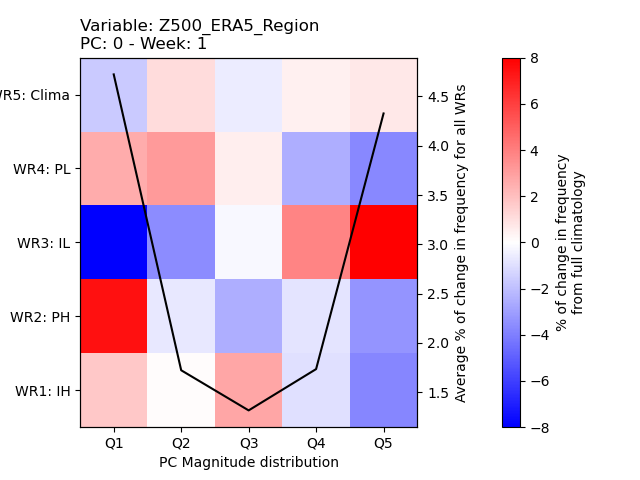 Variable: Z500_ERA5_Region
PC: 0 - Week: 1
WR5: Clima
WR4: PL
WR3: IL
WR2: PH
WR1: IH
Q1 Q2 Q3 Q4 Q5
PC Magnitude distribution
4.5
4.0
3.5
3.0
2.5
2.0
1.5
Average % of change in frequency for all WRs
8
6
4
2
0
−2
−4
−6
−8
% of change in frequency
from full climatology